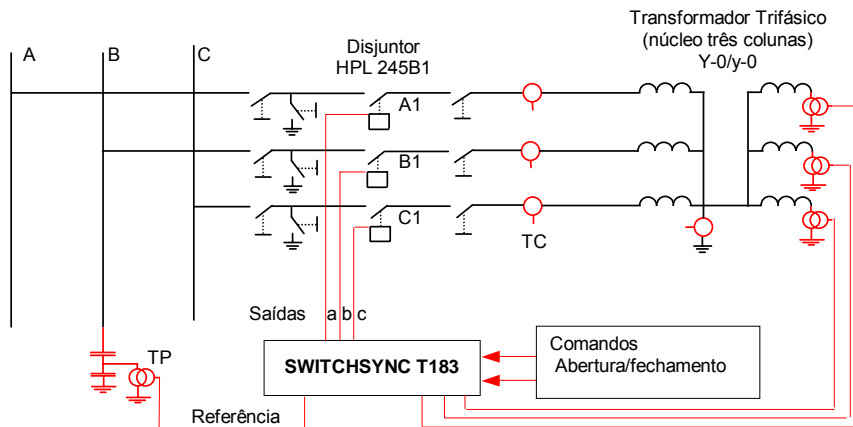 Transformador Trifásico
(núcleo três colunas)
Y-0/y-0
A
B
C
Disjuntor
HPL 245B1
A1
B1
C1
TC
Saídas
a b c
TP
SWITCHSYNC T183
Comandos
Abertura/fechamento
Referência